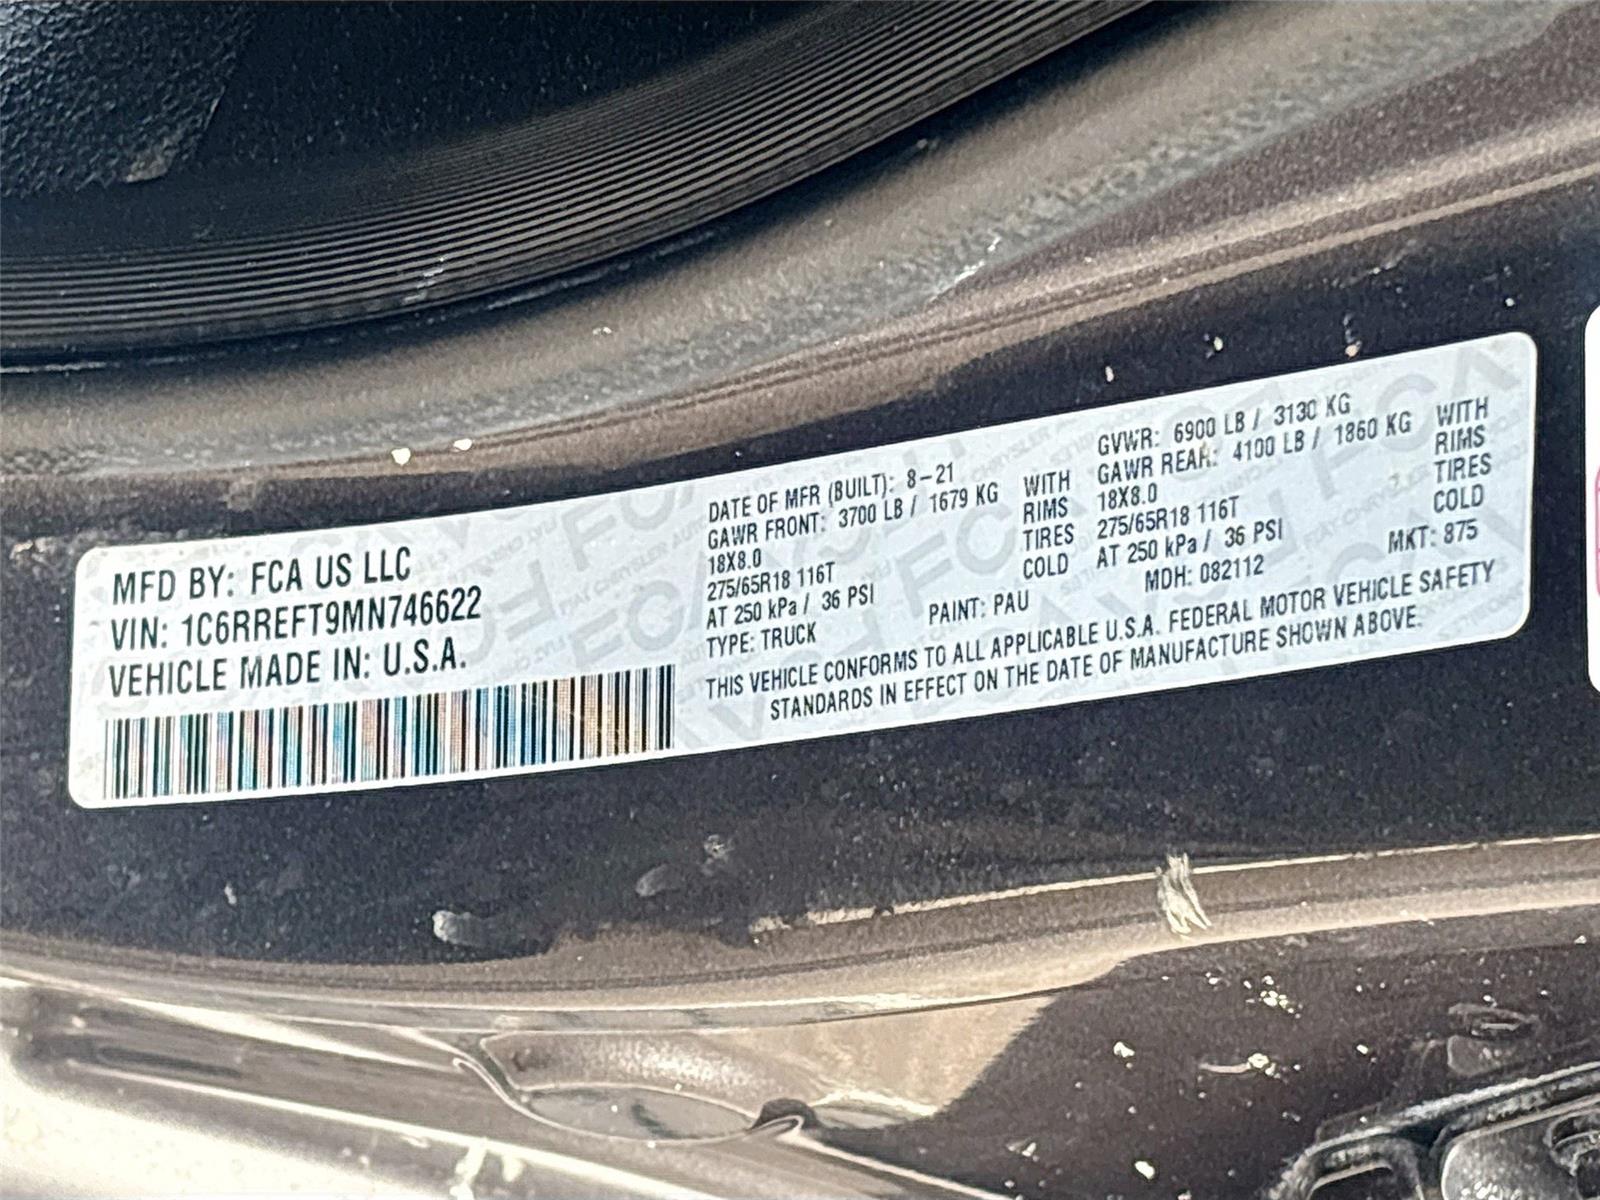 MFD BY: FCA US LLC
VIN: 1C6RREFT9MN746622
VEHICLE MADE IN: U.S.A.
DATE OF MFR (BUILT): 8-21
GAWR FRONT: 3700 LB / 1679 KG
18X8.0
275/65R18 116T
AT 250 kPa / 36 PSI
TYPE: TRUCK
WITH
RIMS
TIRES
COLD
PAINT: PAU
GVWR: 6900 LB / 3130 KG
GAWR REAR: 4100 LB / 1860 KG
18X8.0
275/65R18 116T
AT 250 kPa / 36 PSI
MDH: 082112
WITH
RIMS
TIRES
COLD
MKT: 875
THIS VEHICLE CONFORMS TO ALL APPLICABLE U.S.A. FEDERAL MOTOR VEHICLE SAFETY
STANDARDS IN EFFECT ON THE DATE OF MANUFACTURE SHOWN ABOVE.